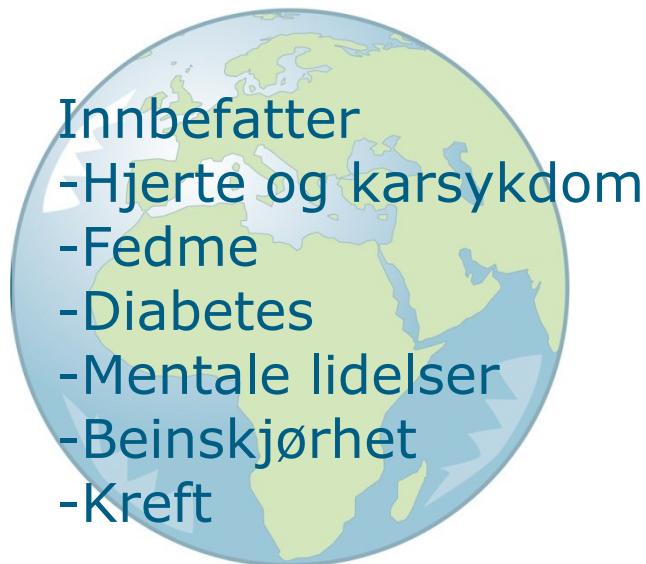 Innbefatter
-Hjerte og karsykdom
-Fedme
-Diabetes
-Mentale lidelser
-Beinskjørhet
-Kreft